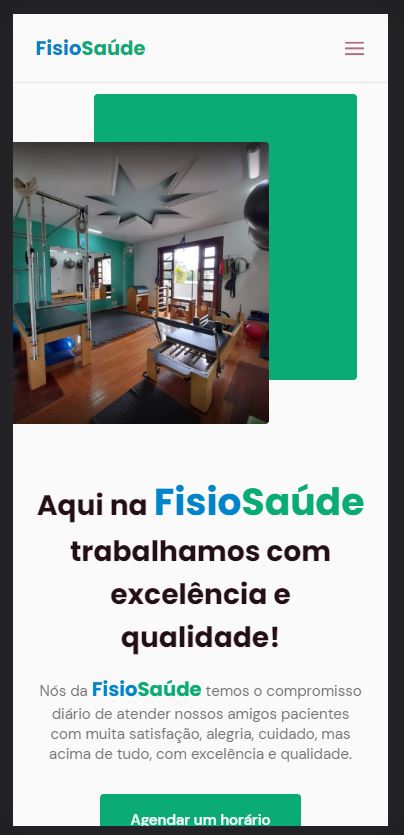 FisioSaúde
Aqui na FisioSaúde
trabalhamos com
excelência e
qualidade!
Nós da FisioSaúde temos o compromisso
diário de atender nossos amigos pacientes
com muita satisfação, alegria, cuidado, mas
acima de tudo, com excelência e qualidade.
Agendar um horário